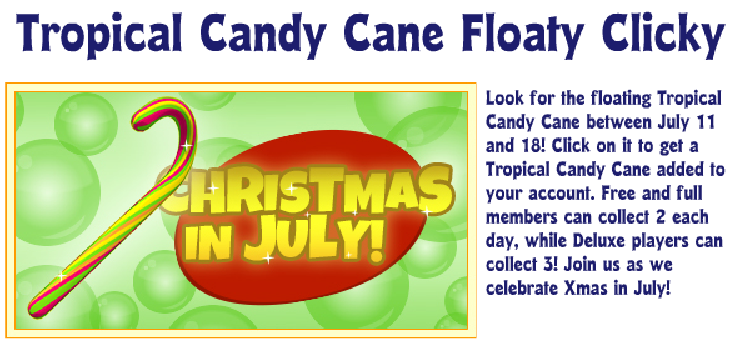 Tropical Candy Cane Floaty Clicky
CHRISTMAS
IN JULY!
Look for the floating Tropical
Candy Cane between July 11
and 18! Click on it to get a
Tropical Candy Cane added to
your account. Free and full
members can collect 2 each
day, while Deluxe players can
collect 3! Join us as we
celebrate Xmas in July!